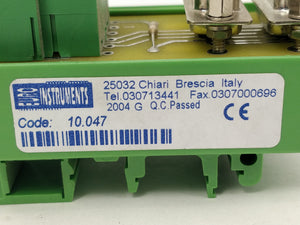 INSTRUMENTS
25032 Chiari Brescia Italy
Tel.030713441 Fax.0307000696
2004 G Q.C.Passed
CE
Code: 10.047